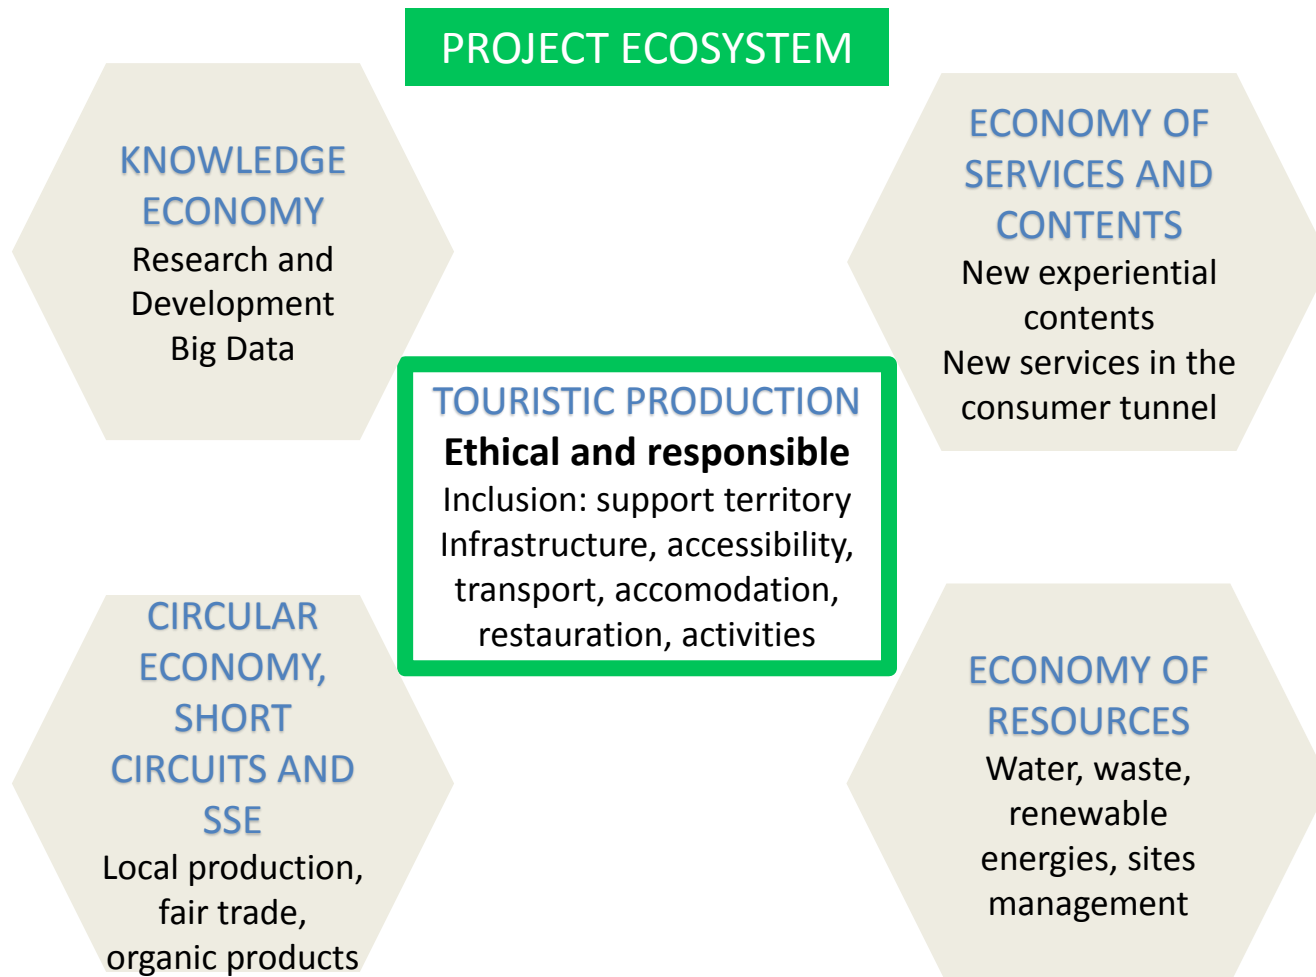 PROJECT ECOSYSTEM
KNOWLEDGE
ECONOMY
Research and
Development
Big Data
ECONOMY OF
SERVICES AND
CONTENTS
New experiential
contents
New services in the
consumer tunnel
TOURISTIC PRODUCTION
Ethical and responsible
Inclusion: support territory
Infrastructure, accessibility,
transport, accomodation,
restauration, activities
CIRCULAR
ECONOMY,
SHORT
CIRCUITS AND
SSE
Local production,
fair trade,
organic products
ECONOMY OF
RESOURCES
Water, waste,
renewable
energies, sites
management